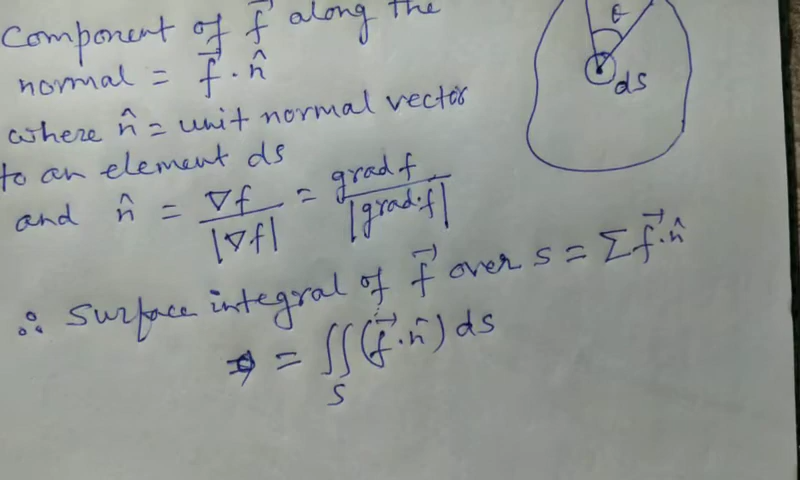 Component of f⃗ along the
normal = f⃗ · n̂
where n̂ = unit normal vector
to an element ds
and n̂ = ∇f / |∇f| = grad f / |grad·f|
∴ Surface integral of f⃗ over s = Σ f⃗·n̂
= ∬_S (f⃗·n̂) ds
θ
ds